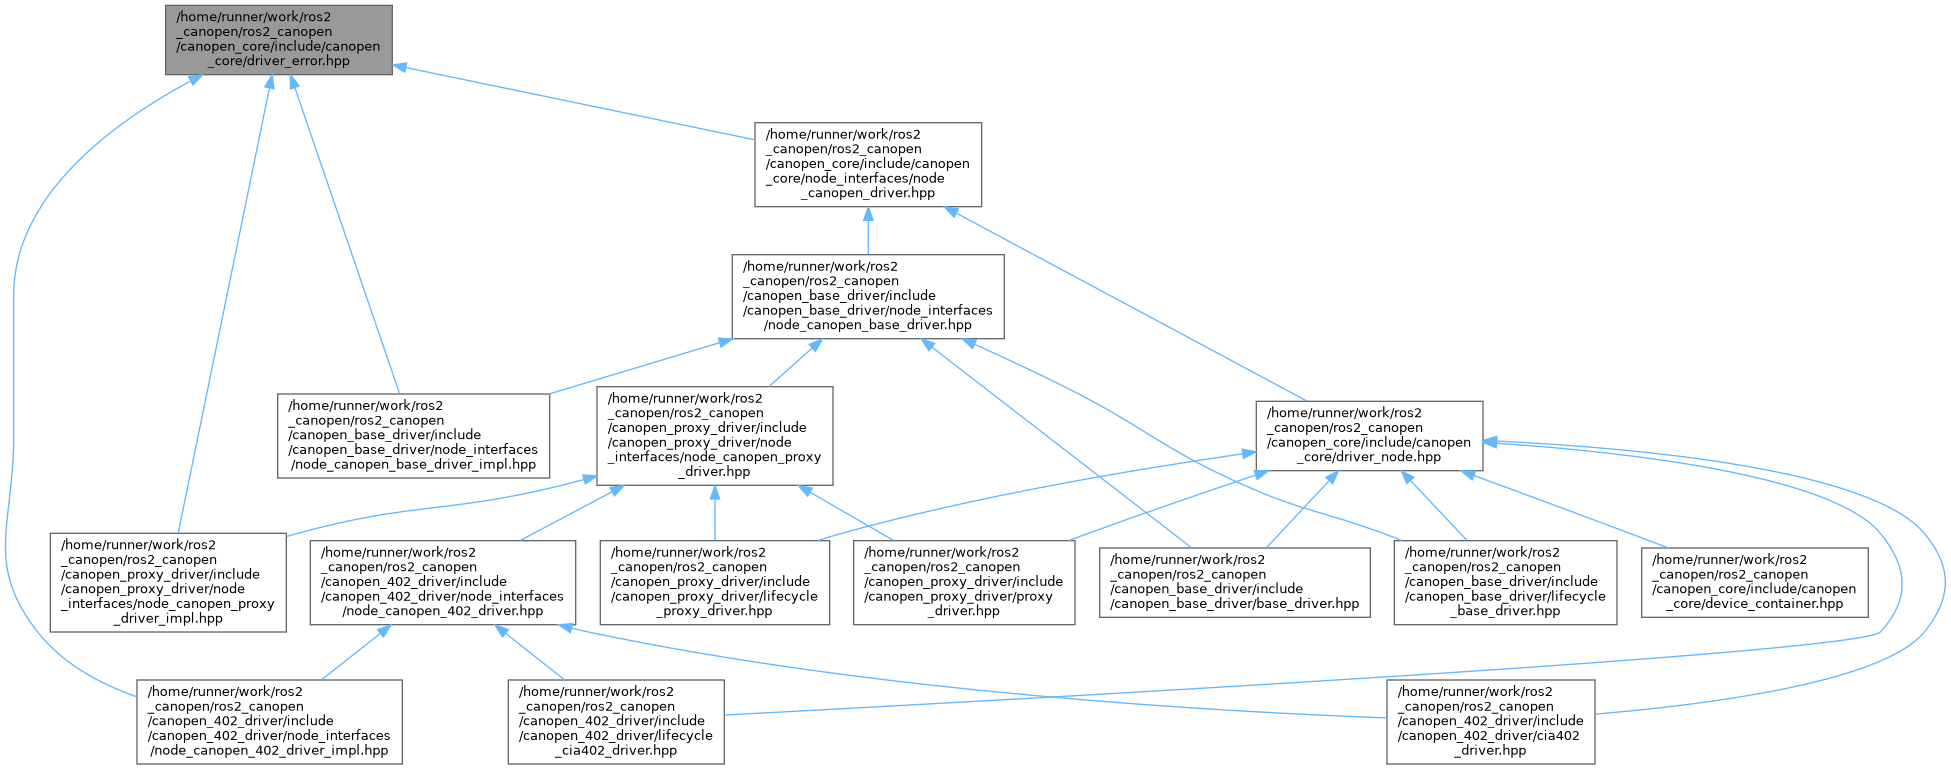 /home/runner/work/ros2
_canopen/ros2_canopen
/canopen_core/include/canopen
_core/driver_error.hpp
/home/runner/work/ros2
_canopen/ros2_canopen
/canopen_core/include/canopen
_core/node_interfaces/node
_canopen_driver.hpp
/home/runner/work/ros2
_canopen/ros2_canopen
/canopen_base_driver/include
/canopen_base_driver/node_interfaces
/node_canopen_base_driver.hpp
/home/runner/work/ros2
_canopen/ros2_canopen
/canopen_base_driver/include
/canopen_base_driver/node_interfaces
/node_canopen_base_driver_impl.hpp
/home/runner/work/ros2
_canopen/ros2_canopen
/canopen_proxy_driver/include
/canopen_proxy_driver/node
_interfaces/node_canopen_proxy
_driver.hpp
/home/runner/work/ros2
_canopen/ros2_canopen
/canopen_core/include/canopen
_core/driver_node.hpp
/home/runner/work/ros2
_canopen/ros2_canopen
/canopen_proxy_driver/include
/canopen_proxy_driver/node
_interfaces/node_canopen_proxy
_driver_impl.hpp
/home/runner/work/ros2
_canopen/ros2_canopen
/canopen_402_driver/include
/canopen_402_driver/node_interfaces
/node_canopen_402_driver.hpp
/home/runner/work/ros2
_canopen/ros2_canopen
/canopen_proxy_driver/include
/canopen_proxy_driver/lifecycle
_proxy_driver.hpp
/home/runner/work/ros2
_canopen/ros2_canopen
/canopen_proxy_driver/include
/canopen_proxy_driver/proxy
_driver.hpp
/home/runner/work/ros2
_canopen/ros2_canopen
/canopen_base_driver/include
/canopen_base_driver/base_driver.hpp
/home/runner/work/ros2
_canopen/ros2_canopen
/canopen_base_driver/include
/canopen_base_driver/lifecycle
_base_driver.hpp
/home/runner/work/ros2
_canopen/ros2_canopen
/canopen_core/include/canopen
_core/device_container.hpp
/home/runner/work/ros2
_canopen/ros2_canopen
/canopen_402_driver/include
/canopen_402_driver/node_interfaces
/node_canopen_402_driver_impl.hpp
/home/runner/work/ros2
_canopen/ros2_canopen
/canopen_402_driver/include
/canopen_402_driver/lifecycle
_cia402_driver.hpp
/home/runner/work/ros2
_canopen/ros2_canopen
/canopen_402_driver/include
/canopen_402_driver/cia402
_driver.hpp